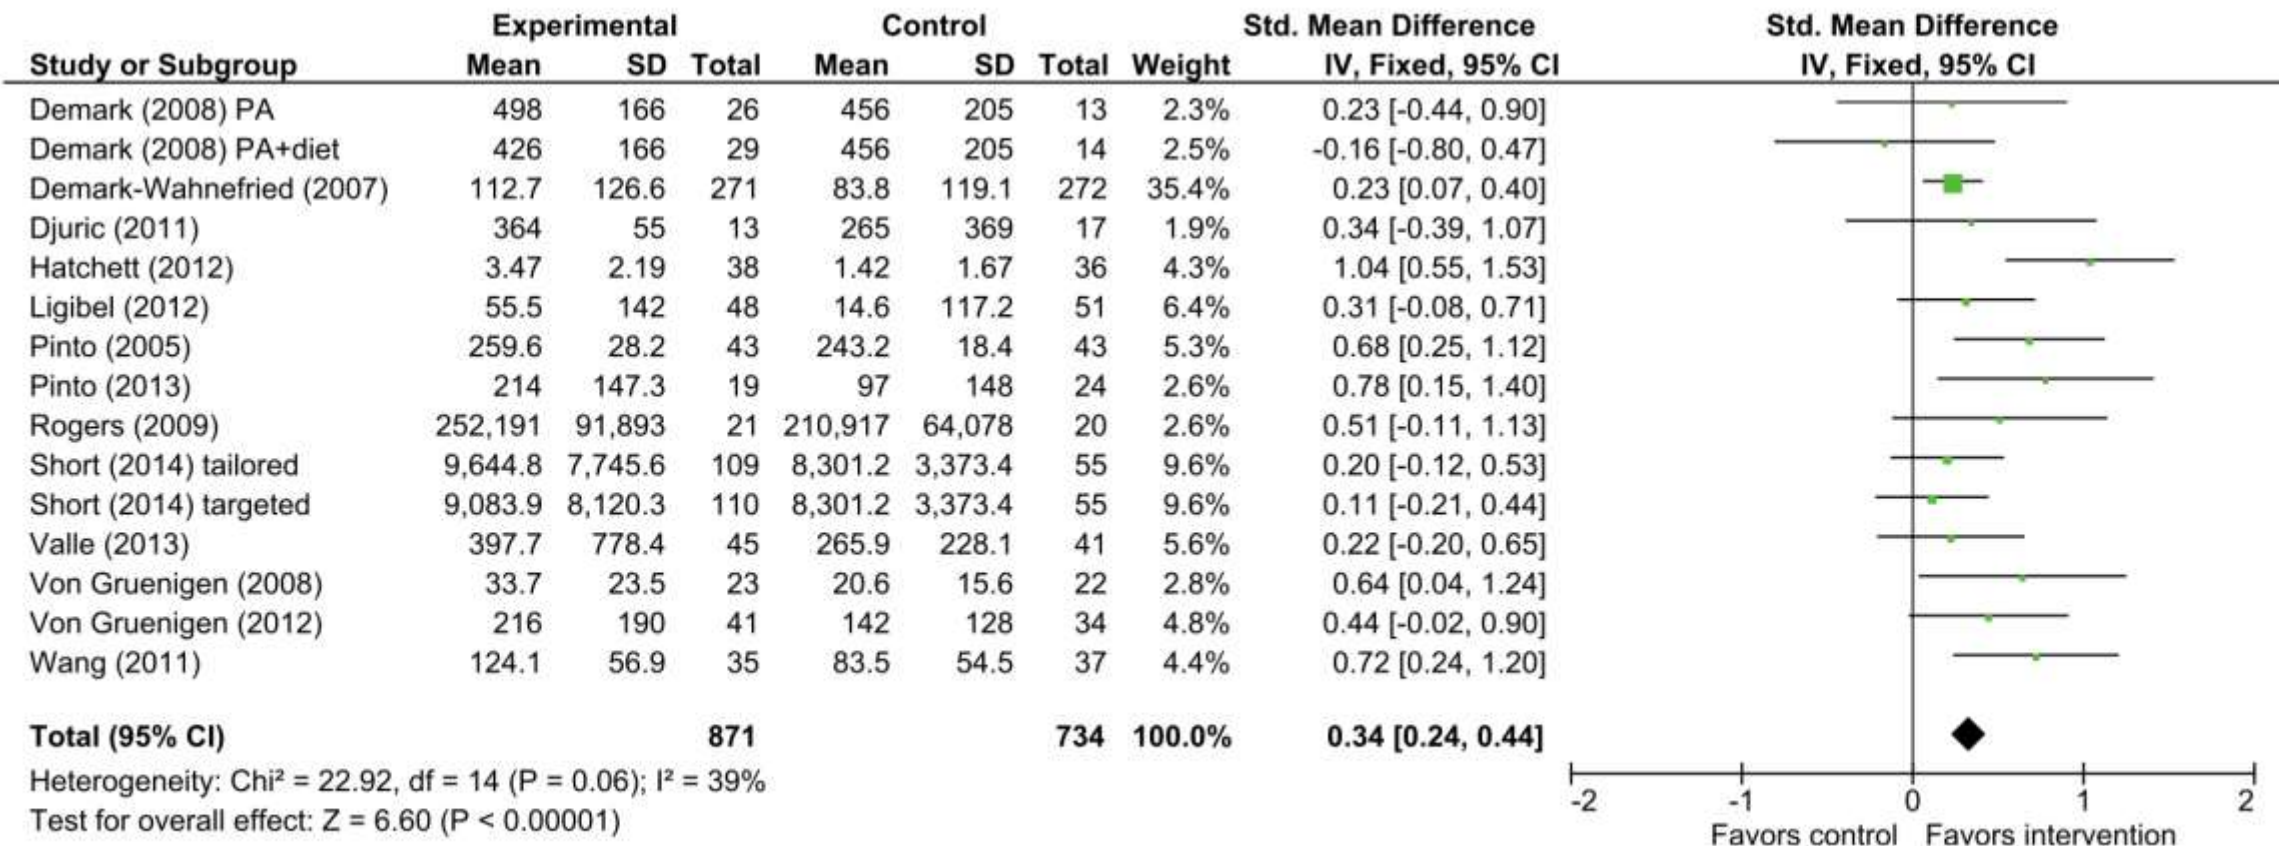 Experimental Control Std. Mean Difference Std. Mean Difference
Study or Subgroup Mean SD Total Mean SD Total Weight IV, Fixed, 95% CI IV, Fixed, 95% CI
Demark (2008) PA 498 166 26 456 205 13 2.3% 0.23 [-0.44, 0.90]
Demark (2008) PA+diet 426 166 29 456 205 14 2.5% -0.16 [-0.80, 0.47]
Demark-Wahnefried (2007) 112.7 126.6 271 83.8 119.1 272 35.4% 0.23 [0.07, 0.40]
Djuric (2011) 364 55 13 265 369 17 1.9% 0.34 [-0.39, 1.07]
Hatchett (2012) 3.47 2.19 38 1.42 1.67 36 4.3% 1.04 [0.55, 1.53]
Ligibel (2012) 55.5 142 48 14.6 117.2 51 6.4% 0.31 [-0.08, 0.71]
Pinto (2005) 259.6 28.2 43 243.2 18.4 43 5.3% 0.68 [0.25, 1.12]
Pinto (2013) 214 147.3 19 97 148 24 2.6% 0.78 [0.15, 1.40]
Rogers (2009) 252,191 91,893 21 210,917 64,078 20 2.6% 0.51 [-0.11, 1.13]
Short (2014) tailored 9,644.8 7,745.6 109 8,301.2 3,373.4 55 9.6% 0.20 [-0.12, 0.53]
Short (2014) targeted 9,083.9 8,120.3 110 8,301.2 3,373.4 55 9.6% 0.11 [-0.21, 0.44]
Valle (2013) 397.7 778.4 45 265.9 228.1 41 5.6% 0.22 [-0.20, 0.65]
Von Gruenigen (2008) 33.7 23.5 23 20.6 15.6 22 2.8% 0.64 [0.04, 1.24]
Von Gruenigen (2012) 216 190 41 142 128 34 4.8% 0.44 [-0.02, 0.90]
Wang (2011) 124.1 56.9 35 83.5 54.5 37 4.4% 0.72 [0.24, 1.20]
Total (95% CI) 871 734 100.0% 0.34 [0.24, 0.44]
Heterogeneity: Chi² = 22.92, df = 14 (P = 0.06); I² = 39%
Test for overall effect: Z = 6.60 (P < 0.00001)
-2 -1 0 1 2
Favors control Favors intervention